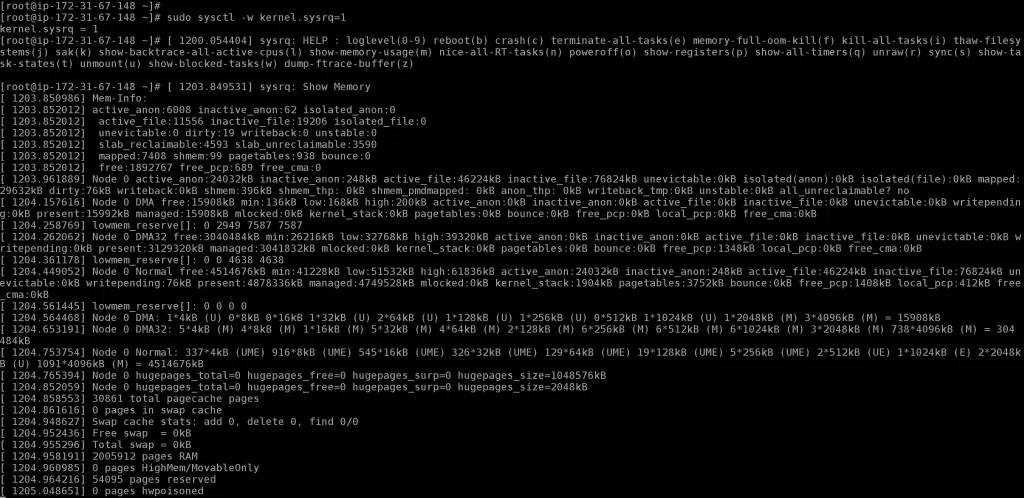 [root@ip-172-31-67-148 ~]#
[root@ip-172-31-67-148 ~]# sudo sysctl -w kernel.sysrq=1
kernel.sysrq = 1
[root@ip-172-31-67-148 ~]# [ 1200.054404] sysrq: HELP : loglevel(0-9) reboot(b) crash(c) terminate-all-tasks(e) memory-full-oom-kill(f) kill-all-tasks(i) thaw-filesy
stems(j) sak(k) show-backtrace-all-active-cpus(l) show-memory-usage(m) nice-all-RT-tasks(n) poweroff(o) show-registers(p) show-all-timers(q) unraw(r) sync(s) show-ta
sk-states(t) unmount(u) show-blocked-tasks(w) dump-ftrace-buffer(z)
[root@ip-172-31-67-148 ~]# [ 1203.849531] sysrq: Show Memory
[ 1203.850986] Mem-Info:
[ 1203.852012] active_anon:6008 inactive_anon:62 isolated_anon:0
[ 1203.852012]  active_file:11556 inactive_file:19206 isolated_file:0
[ 1203.852012]  unevictable:0 dirty:19 writeback:0 unstable:0
[ 1203.852012]  slab_reclaimable:4593 slab_unreclaimable:3590
[ 1203.852012]  mapped:7408 shmem:99 pagetables:938 bounce:0
[ 1203.852012]  free:1892767 free_pcp:689 free_cma:0
[ 1203.961889] Node 0 active_anon:24032kB inactive_anon:248kB active_file:46224kB inactive_file:76824kB unevictable:0kB isolated(anon):0kB isolated(file):0kB mapped:
29632kB dirty:76kB writeback:0kB shmem:396kB shmem_thp: 0kB shmem_pmdmapped: 0kB anon_thp: 0kB writeback_tmp:0kB unstable:0kB all_unreclaimable? no
[ 1204.157616] Node 0 DMA free:15908kB min:136kB low:168kB high:200kB active_anon:0kB inactive_anon:0kB active_file:0kB inactive_file:0kB unevictable:0kB writependin
g:0kB present:15992kB managed:15908kB mlocked:0kB kernel_stack:0kB pagetables:0kB bounce:0kB free_pcp:0kB local_pcp:0kB free_cma:0kB
[ 1204.258769] lowmem_reserve[]: 0 2949 7587 7587
[ 1204.262062] Node 0 DMA32 free:3040484kB min:26216kB low:32768kB high:39320kB active_anon:0kB inactive_anon:0kB active_file:0kB inactive_file:0kB unevictable:0kB w
ritepending:0kB present:3129320kB managed:3041832kB mlocked:0kB kernel_stack:0kB pagetables:0kB bounce:0kB free_pcp:1348kB local_pcp:0kB free_cma:0kB
[ 1204.361178] lowmem_reserve[]: 0 0 4638 4638
[ 1204.449052] Node 0 Normal free:4514676kB min:41228kB low:51532kB high:61836kB active_anon:24032kB inactive_anon:248kB active_file:46224kB inactive_file:76824kB un
evictable:0kB writepending:76kB present:4878336kB managed:4749528kB mlocked:0kB kernel_stack:1904kB pagetables:3752kB bounce:0kB free_pcp:1408kB local_pcp:412kB free
_cma:0kB
[ 1204.561445] lowmem_reserve[]: 0 0 0 0
[ 1204.564468] Node 0 DMA: 1*4kB (U) 0*8kB 0*16kB 1*32kB (U) 2*64kB (U) 1*128kB (U) 1*256kB (U) 0*512kB 1*1024kB (U) 1*2048kB (M) 3*4096kB (M) = 15908kB
[ 1204.653191] Node 0 DMA32: 5*4kB (M) 4*8kB (M) 1*16kB (M) 5*32kB (M) 4*64kB (M) 2*128kB (M) 6*256kB (M) 6*512kB (M) 6*1024kB (M) 3*2048kB (M) 738*4096kB (M) = 304
484kB
[ 1204.753754] Node 0 Normal: 337*4kB (UME) 916*8kB (UME) 545*16kB (UME) 326*32kB (UME) 129*64kB (UME) 19*128kB (UME) 5*256kB (UME) 2*512kB (UE) 1*1024kB (E) 2*2048k
B (U) 1091*4096kB (M) = 4514676kB
[ 1204.765394] Node 0 hugepages_total=0 hugepages_free=0 hugepages_surp=0 hugepages_size=1048576kB
[ 1204.852059] Node 0 hugepages_total=0 hugepages_free=0 hugepages_surp=0 hugepages_size=2048kB
[ 1204.858553] 30861 total pagecache pages
[ 1204.861616] 0 pages in swap cache
[ 1204.948627] Swap cache stats: add 0, delete 0, find 0/0
[ 1204.952436] Free swap  = 0kB
[ 1204.955296] Total swap = 0kB
[ 1204.958191] 2005912 pages RAM
[ 1204.960985] 0 pages HighMem/MovableOnly
[ 1204.964216] 54095 pages reserved
[ 1205.048651] 0 pages hwpoisoned